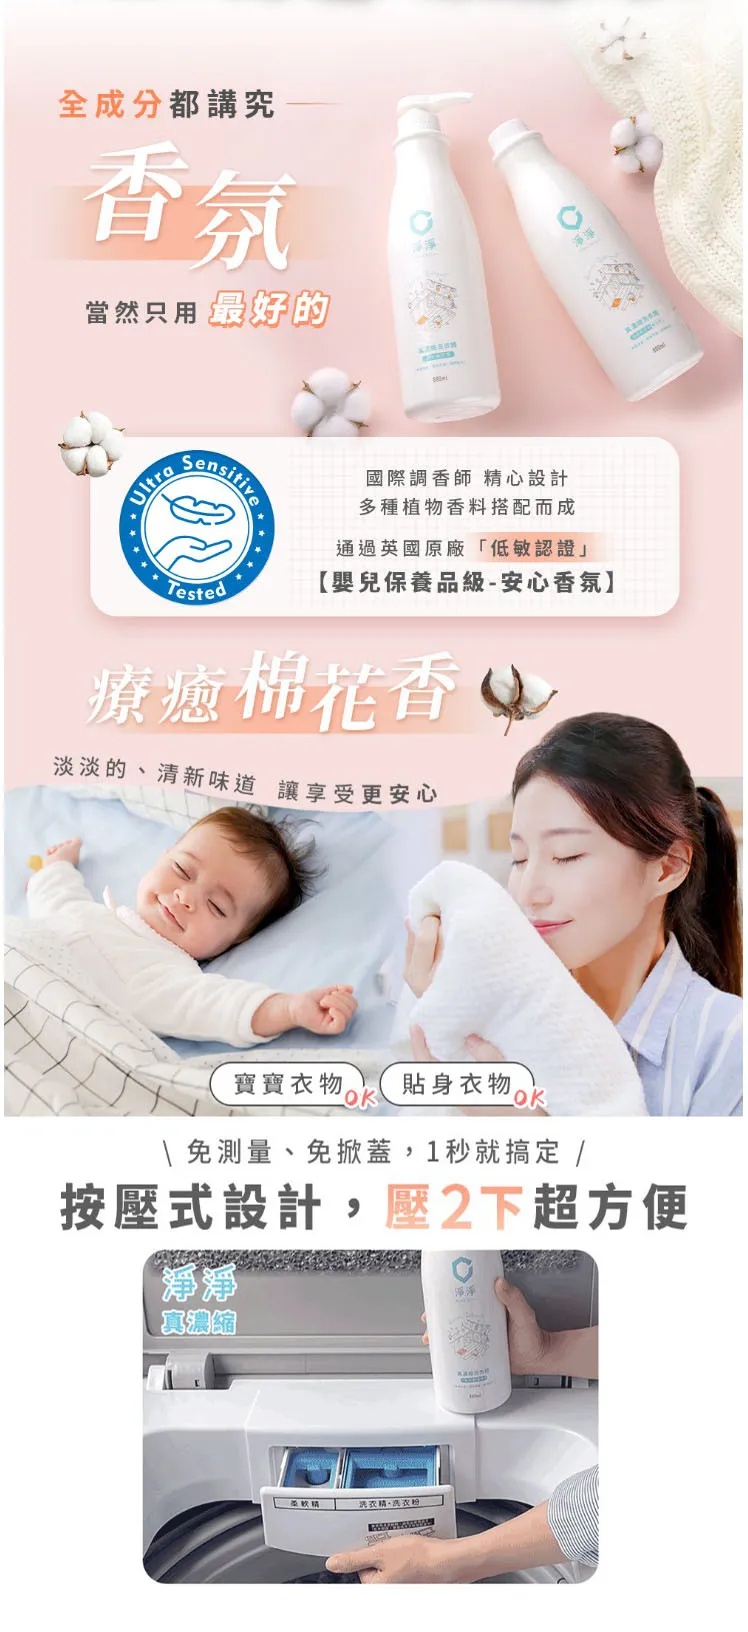 全成分都講究
香氛
當然只用 最好的
淨淨
淨淨
880ml
Ultra Sensitive
Tested
國際調香師 精心設計
多種植物香料搭配而成
通過英國原廠「低敏認證」
【嬰兒保養品級-安心香氛】
療癒棉花香
淡淡的、清新味道 讓享受更安心
寶寶衣物OK
貼身衣物OK
\ 免測量、免掀蓋，1秒就搞定 /
按壓式設計，壓2下超方便
淨淨
真濃縮
淨淨
柔軟精
洗衣精·洗衣粉